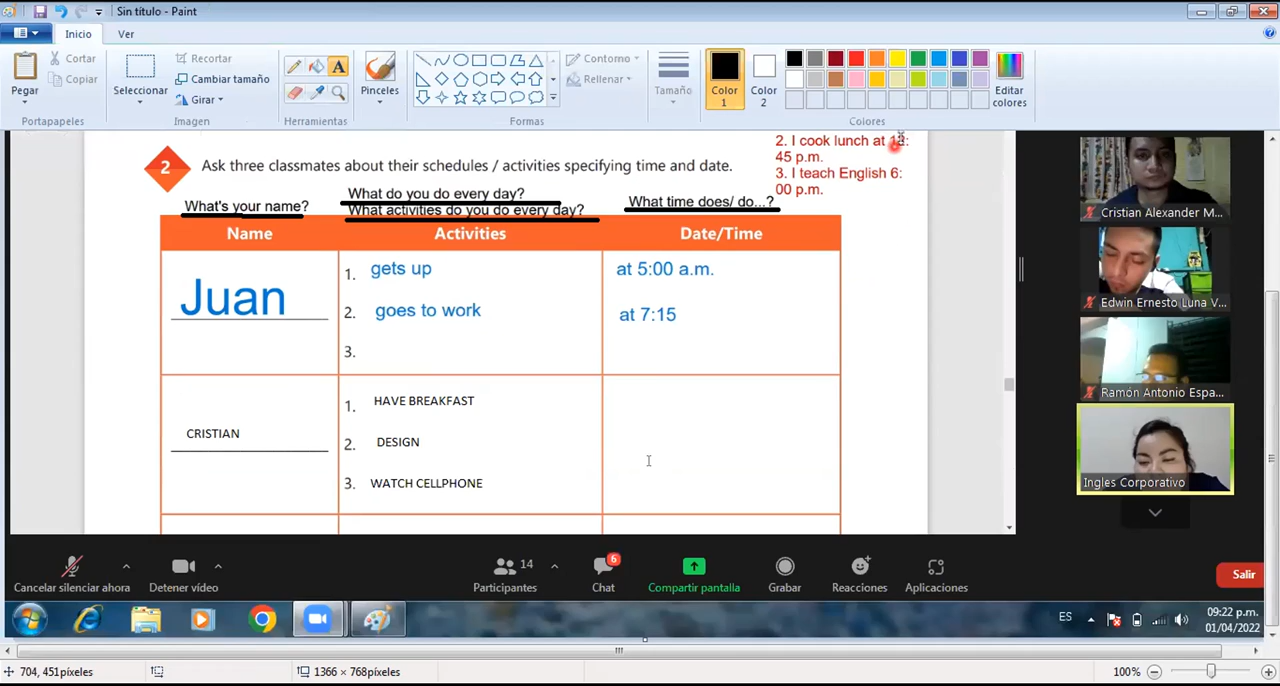 Sin título - Paint
Inicio
Ver
Pegar
Cortar
Copiar
Portapapeles
Seleccionar
Recortar
Cambiar tamaño
Girar
Imagen
A
Herramientas
Pinceles
Contorno
Rellenar
Formas
Tamaño
Color
1
Color
2
Editar
colores
Colores
2. I cook lunch at 12:
45 p.m.
3. I teach English 6:
00 p.m.
2
Ask three classmates about their schedules / activities specifying time and date.
What's your name?
What do you do every day?
What activities do you do every day?
What time does/ do...?
Name
Activities
Date/Time
Juan
1.
gets up
at 5:00 a.m.
2.
goes to work
at 7:15
3.
CRISTIAN
1.
HAVE BREAKFAST
2.
DESIGN
3.
WATCH CELLPHONE
Cristian Alexander M...
Edwin Ernesto Luna V...
Ramón Antonio Espa...
Ingles Corporativo
Cancelar silenciar ahora
Detener vídeo
14
Participantes
6
Chat
Compartir pantalla
Grabar
Reacciones
Aplicaciones
Salir
ES
09:22 p.m.
01/04/2022
704, 451píxeles
1366 × 768píxeles
100%